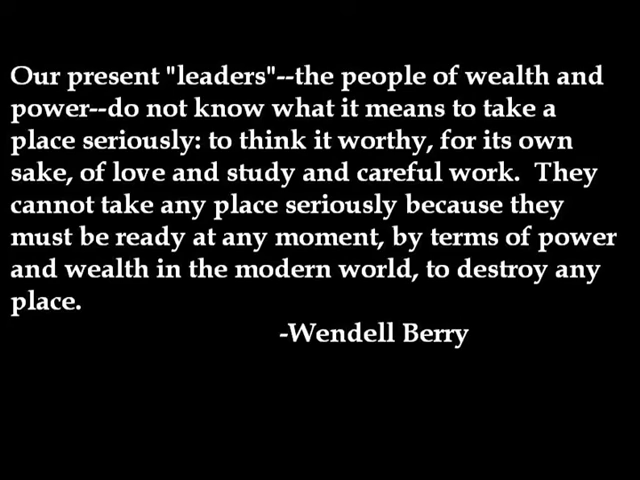 Our present "leaders"--the people of wealth and
power--do not know what it means to take a
place seriously: to think it worthy, for its own
sake, of love and study and careful work.  They
cannot take any place seriously because they
must be ready at any moment, by terms of power
and wealth in the modern world, to destroy any
place.
-Wendell Berry